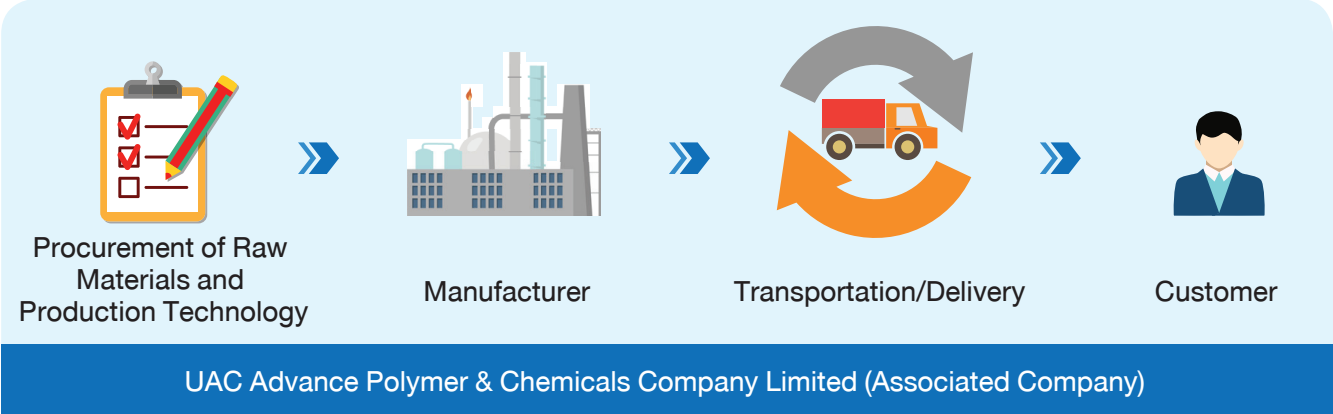 Procurement of Raw
Materials and
Production Technology
Manufacturer
Transportation/Delivery
Customer
UAC Advance Polymer & Chemicals Company Limited (Associated Company)